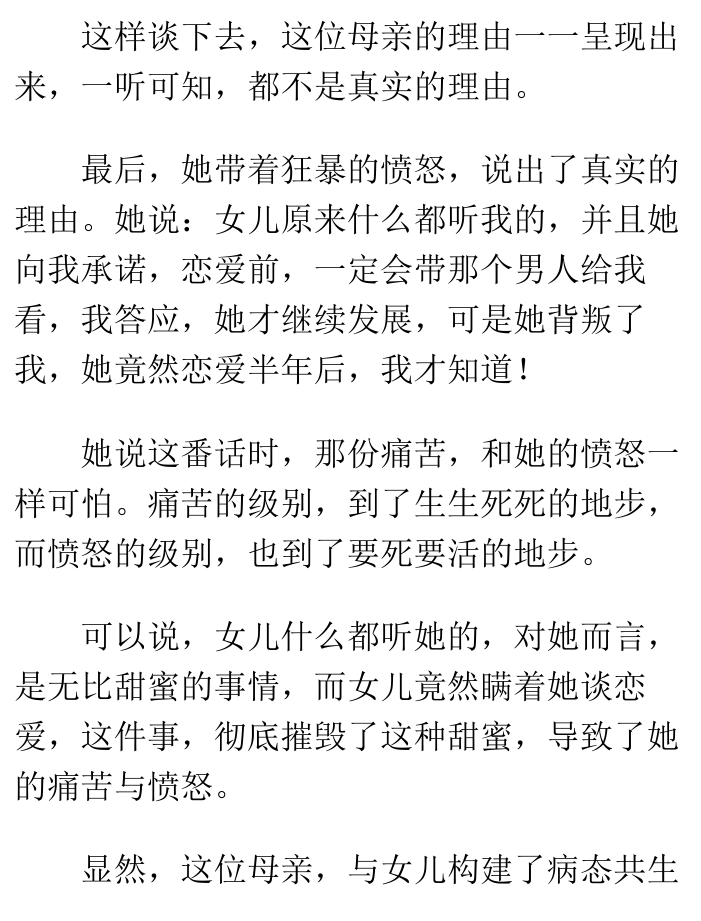 这样谈下去，这位母亲的理由一一呈现出
来，一听可知，都不是真实的理由。
最后，她带着狂暴的愤怒，说出了真实的
理由。她说：女儿原来什么都听我的，并且她
向我承诺，恋爱前，一定会带那个男人给我
看，我答应，她才继续发展，可是她背叛了
我，她竟然恋爱半年后，我才知道！
她说这番话时，那份痛苦，和她的愤怒一
样可怕。痛苦的级别，到了生生死死的地步，
而愤怒的级别，也到了要死要活的地步。
可以说，女儿什么都听她的，对她而言，
是无比甜蜜的事情，而女儿竟然瞒着她谈恋
爱，这件事，彻底摧毁了这种甜蜜，导致了她
的痛苦与愤怒。
显然，这位母亲，与女儿构建了病态共生